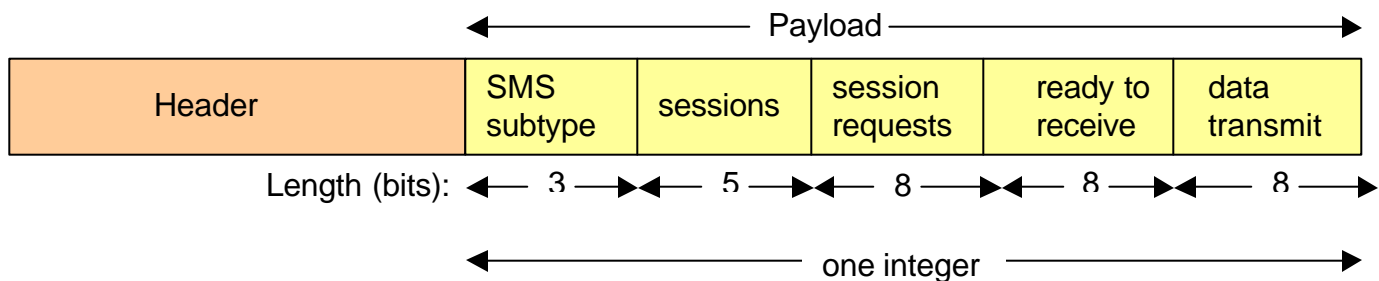 Payload
Header
SMS
subtype
sessions
session
requests
ready to
receive
data
transmit
Length (bits): 3 5 8 8 8
one integer